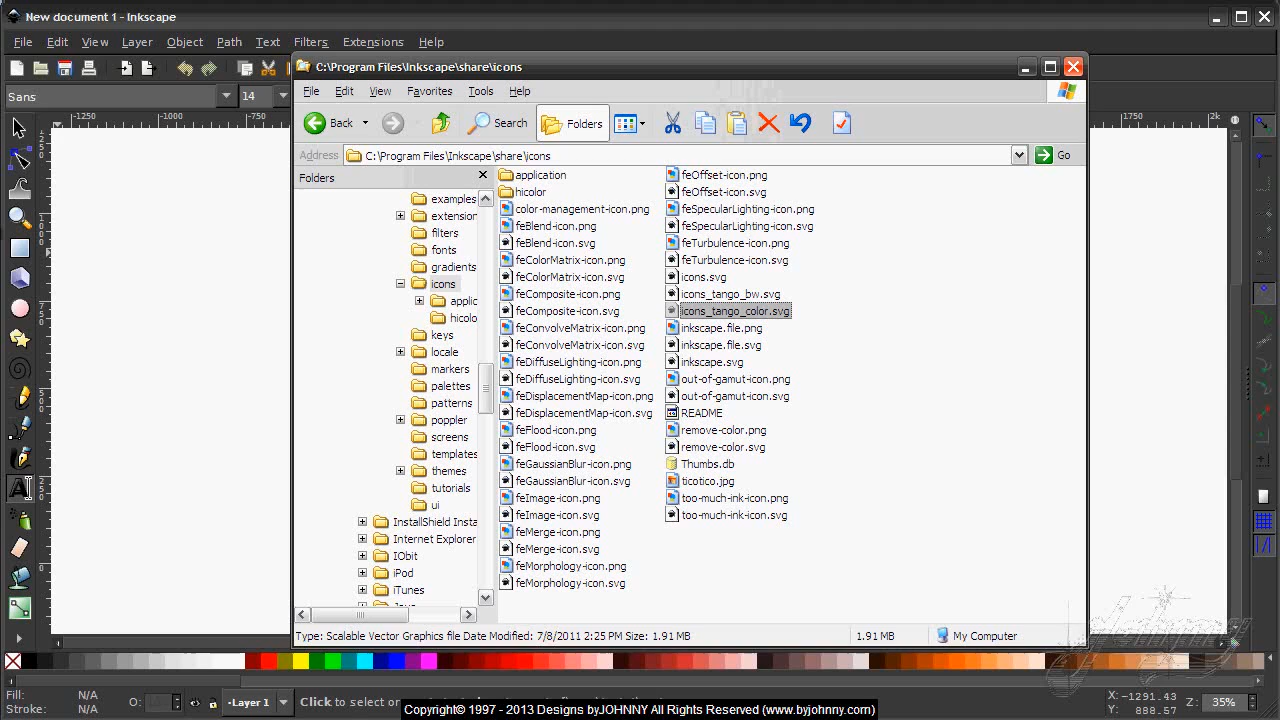 New document 1 - Inkscape
File Edit View Layer Object Path Text Filters Extensions Help
Sans 14
-1250 -1000 -750 1750 2k
C:\Program Files\Inkscape\share\icons
File Edit View Favorites Tools Help
Back Search Folders
Address C:\Program Files\Inkscape\share\icons Go
Folders
examples
extension
filters
fonts
gradients
icons
applic
hicolo
keys
locale
markers
palettes
patterns
poppler
screens
templates
themes
tutorials
ui
InstallShield Insta
Internet Explorer
IObit
iPod
iTunes
application
hicolor
color-management-icon.png
feBlend-icon.png
feBlend-icon.svg
feColorMatrix-icon.png
feColorMatrix-icon.svg
feComposite-icon.png
feComposite-icon.svg
feConvolveMatrix-icon.png
feConvolveMatrix-icon.svg
feDiffuseLighting-icon.png
feDiffuseLighting-icon.svg
feDisplacementMap-icon.png
feDisplacementMap-icon.svg
feFlood-icon.png
feFlood-icon.svg
feGaussianBlur-icon.png
feGaussianBlur-icon.svg
feImage-icon.png
feImage-icon.svg
feMerge-icon.png
feMerge-icon.svg
feMorphology-icon.png
feMorphology-icon.svg
feOffset-icon.png
feOffset-icon.svg
feSpecularLighting-icon.png
feSpecularLighting-icon.svg
feTurbulence-icon.png
feTurbulence-icon.svg
icons.svg
icons_tango_bw.svg
icons_tango_color.svg
inkscape.file.png
inkscape.file.svg
inkscape.svg
out-of-gamut-icon.png
out-of-gamut-icon.svg
README
remove-color.png
remove-color.svg
Thumbs.db
ticotico.jpg
too-much-ink-icon.png
too-much-ink-icon.svg
Type: Scalable Vector Graphics file Date Modified: 7/ /2011 2:25 PM Size: 1.91 MB 1.91 MB My Computer
Fill: N/A
Stroke: N/A
O:
-Layer 1
Click to
X: -1291.43
Y: 888.57
Z: 35%
Copyright© 1997 - 2013 Designs byJOHNNY All Rights Reserved (www.byjohnny.com)